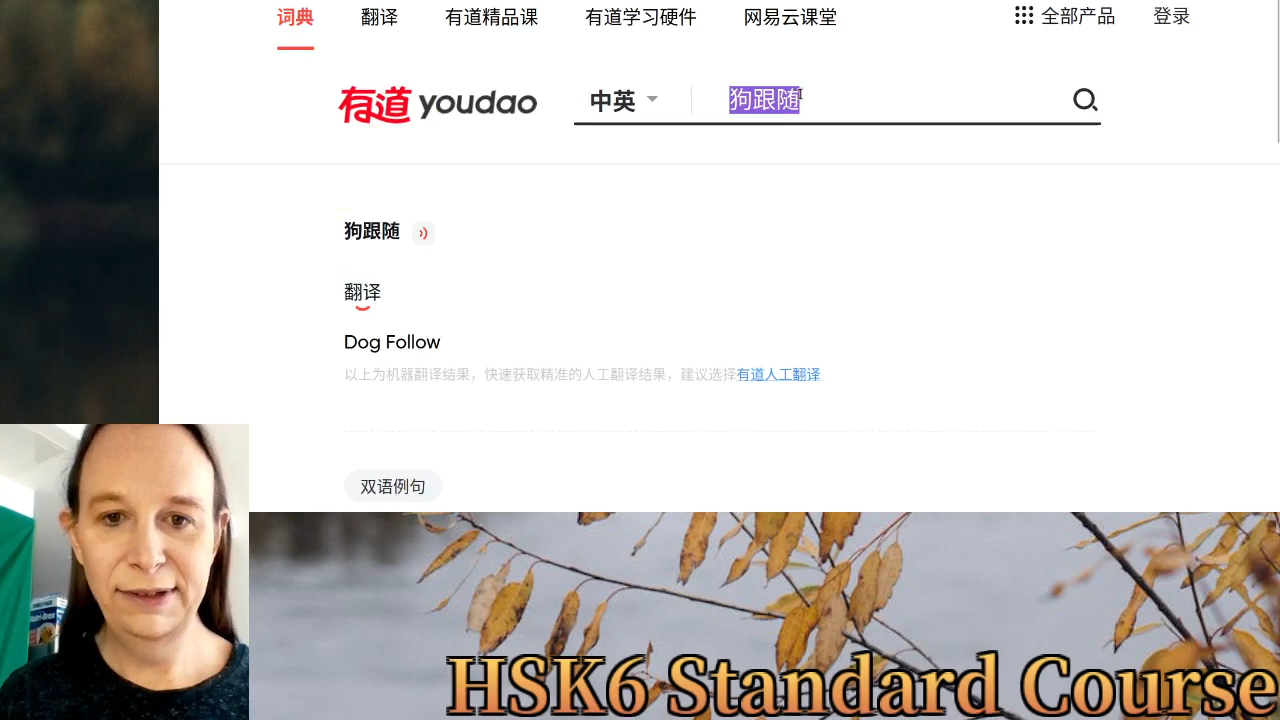 词典 翻译 有道精品课 有道学习硬件 网易云课堂 全部产品 登录
有道 youdao 中英 狗跟随
狗跟随
翻译
Dog Follow
以上为机器翻译结果，快速获取精准的人工翻译结果，建议选择有道人工翻译
双语例句
HSK6 Standard Course